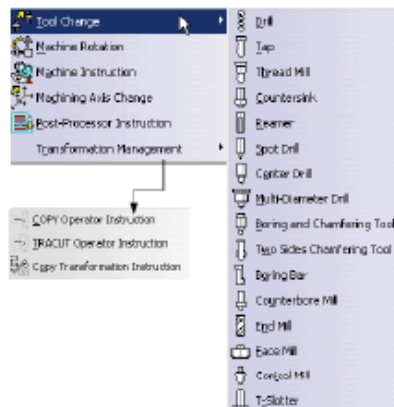 Tool Change
Machine Rotation
Machine Instruction
Machining Axis Change
Post-Processor Instruction
Transformation Management
COPY Operator Instruction
TRACUT Operator Instruction
Copy Transformation Instruction
Drill
Tap
Thread Mill
Countersink
Reamer
Spot Drill
Center Drill
Multi-Diameter Drill
Boring and Chamfering Tool
Two Sides Chamfering Tool
Boring Bar
Counterbore Mill
End Mill
Face Mill
Conical Mill
T-Slotter